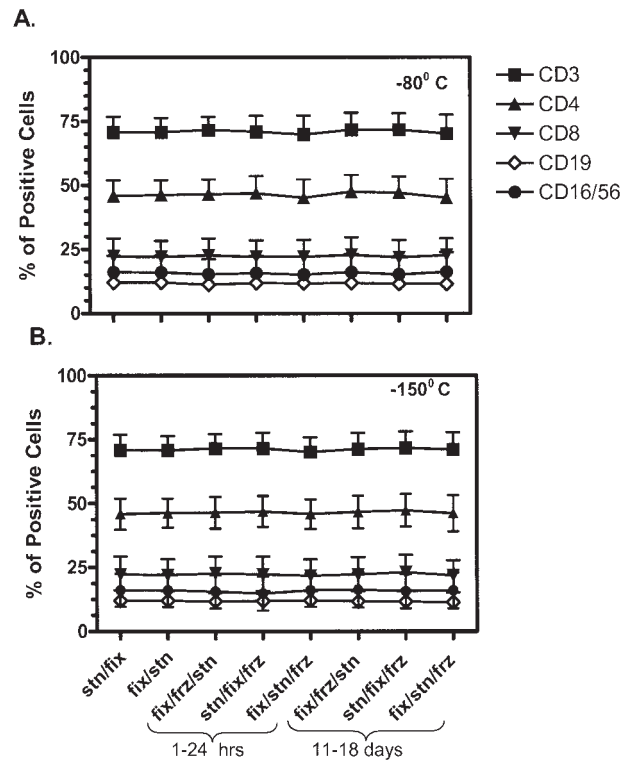 A.
-80⁰ C
100
75
50
25
0
% of Positive Cells
CD3
CD4
CD8
CD19
CD16/56
B.
-150⁰ C
100
75
50
25
0
% of Positive Cells
stn/fix
fix/stn
fix/frz/stn
stn/fix/frz
fix/stn/frz
fix/frz/stn
stn/fix/frz
fix/stn/frz
1-24 hrs
11-18 days